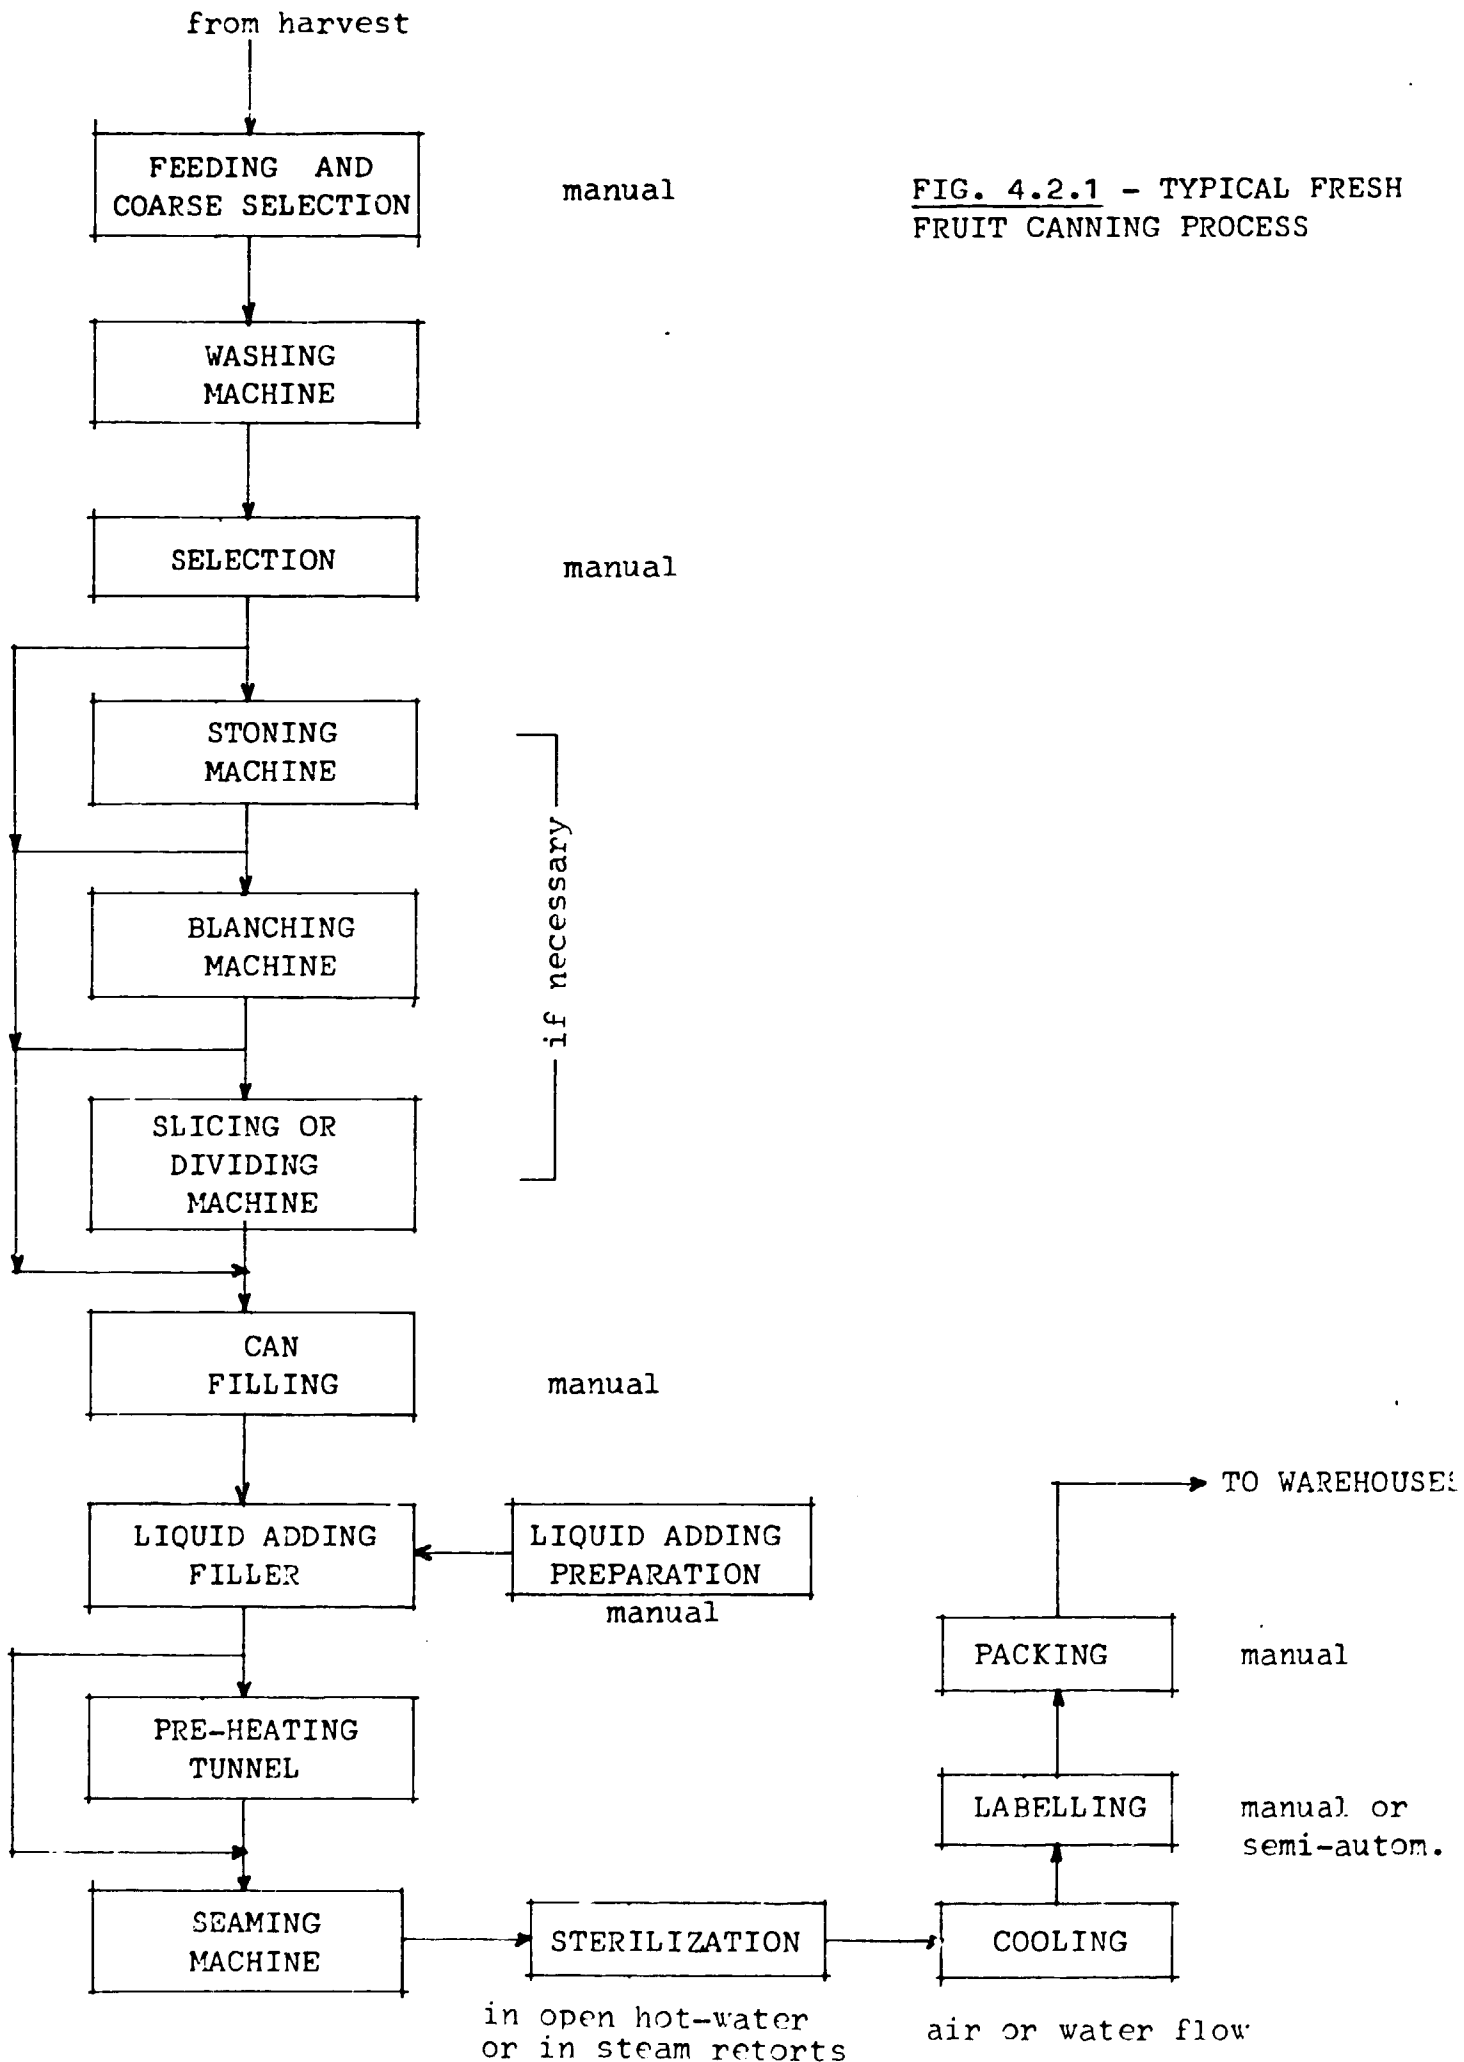 from harvest
FEEDING AND
COARSE SELECTION
manual
FIG. 4.2.1 - TYPICAL FRESH
FRUIT CANNING PROCESS
WASHING
MACHINE
SELECTION
manual
STONING
MACHINE
if necessary
BLANCHING
MACHINE
SLICING OR
DIVIDING
MACHINE
CAN
FILLING
manual
LIQUID ADDING
FILLER
LIQUID ADDING
PREPARATION
manual
PRE-HEATING
TUNNEL
SEAMING
MACHINE
STERILIZATION
in open hot-water
or in steam retorts
COOLING
air or water flow
LABELLING
manual or
semi-autom.
PACKING
manual
TO WAREHOUSES